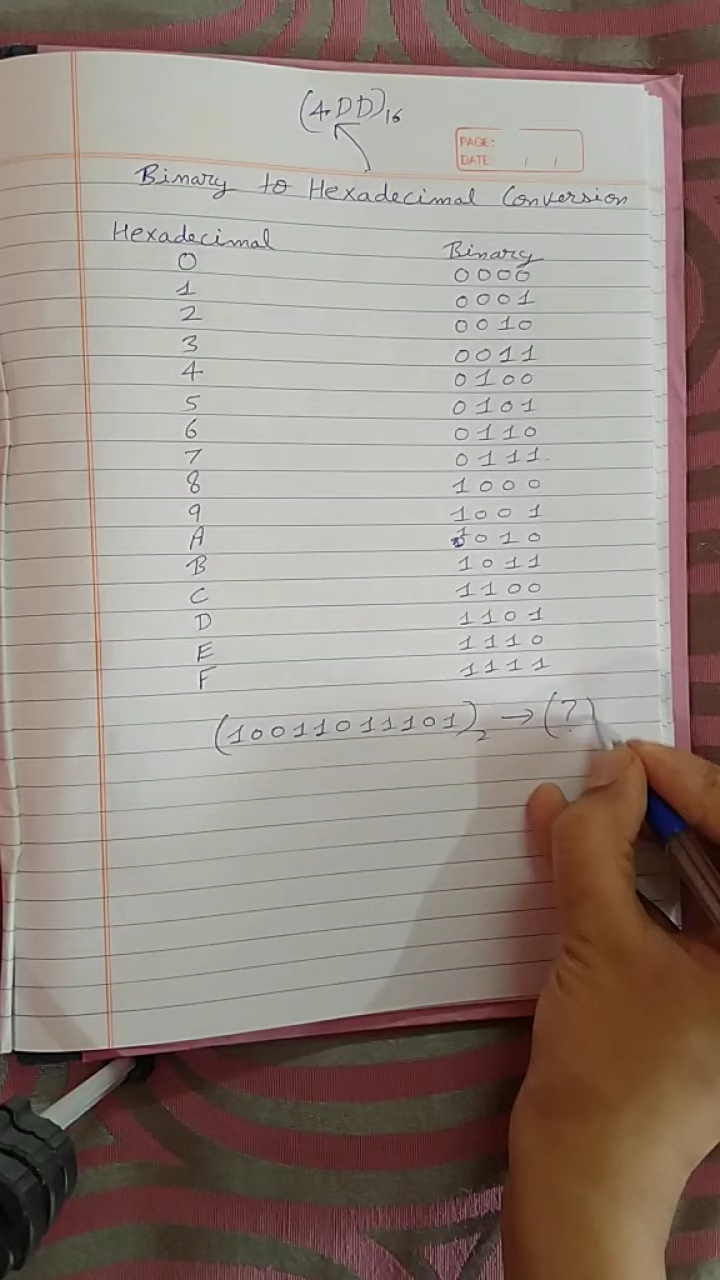 (4DD)₁₆
PAGE:
DATE: / /
Binary to Hexadecimal Conversion
Hexadecimal Binary
0 0000
1 0001
2 0010
3 0011
4 0100
5 0101
6 0110
7 0111
8 1000
9 1001
A 1010
B 1011
C 1100
D 1101
E 1110
F 1111
(10011011101)₂ → (?)